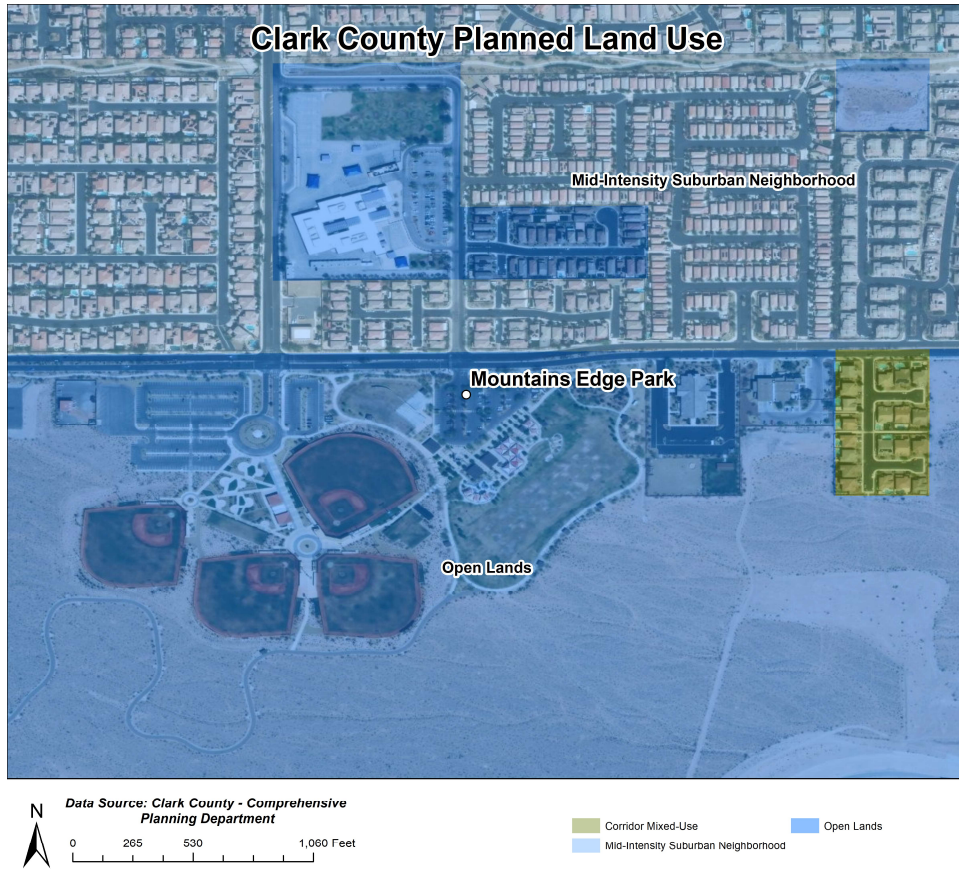 Clark County Planned Land Use
Mid-Intensity Suburban Neighborhood
Mountains Edge Park
Open Lands
N
Data Source: Clark County - Comprehensive
Planning Department
0 265 530 1,060 Feet
Corridor Mixed-Use
Open Lands
Mid-Intensity Suburban Neighborhood